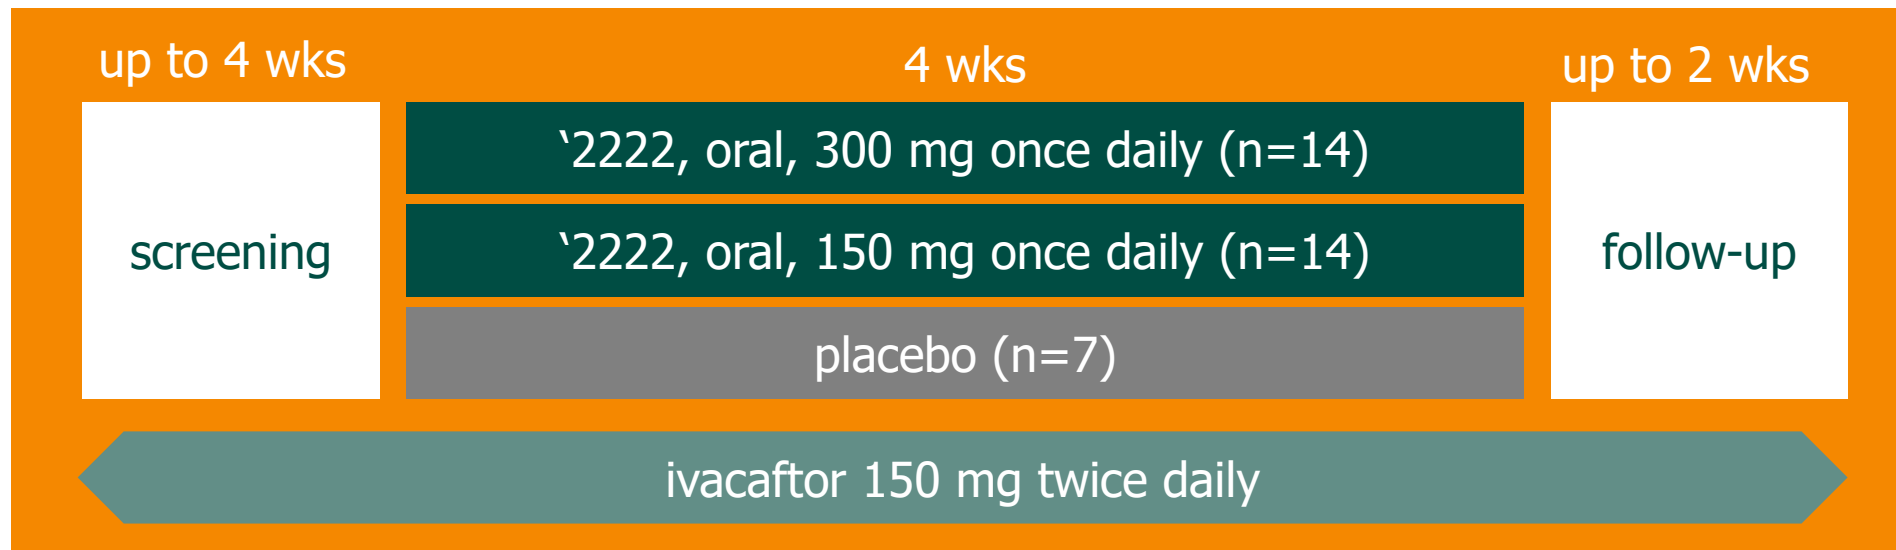 up to 4 wks
4 wks
up to 2 wks
screening
‘2222, oral, 300 mg once daily (n=14)
‘2222, oral, 150 mg once daily (n=14)
placebo (n=7)
follow-up
ivacaftor 150 mg twice daily